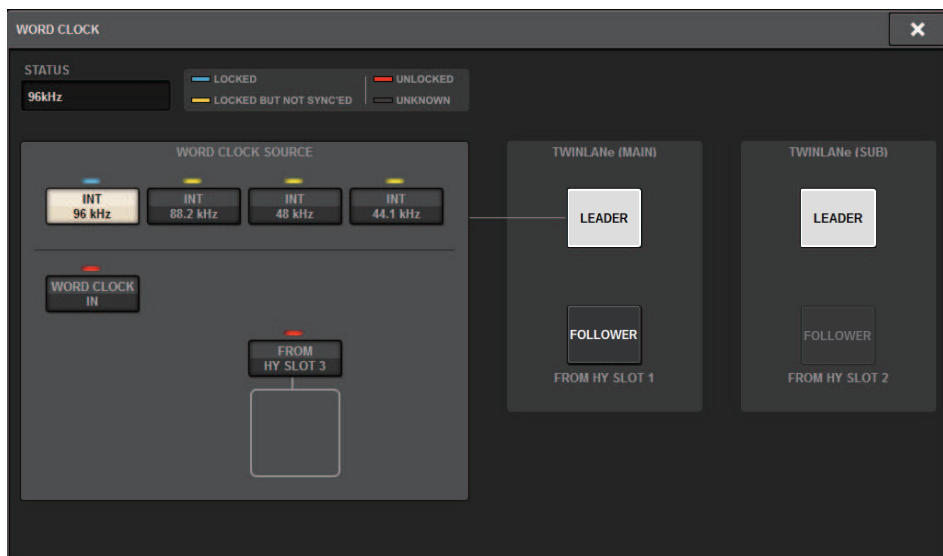 WORD CLOCK
STATUS
96kHz
LOCKED
UNLOCKED
LOCKED BUT NOT SYNC'ED
UNKNOWN
WORD CLOCK SOURCE
INT
96 kHz
INT
88.2 kHz
INT
48 kHz
INT
44.1 kHz
WORD CLOCK
IN
FROM
HY SLOT 3
TWINLANe (MAIN)
LEADER
FOLLOWER
FROM HY SLOT 1
TWINLANe (SUB)
LEADER
FOLLOWER
FROM HY SLOT 2